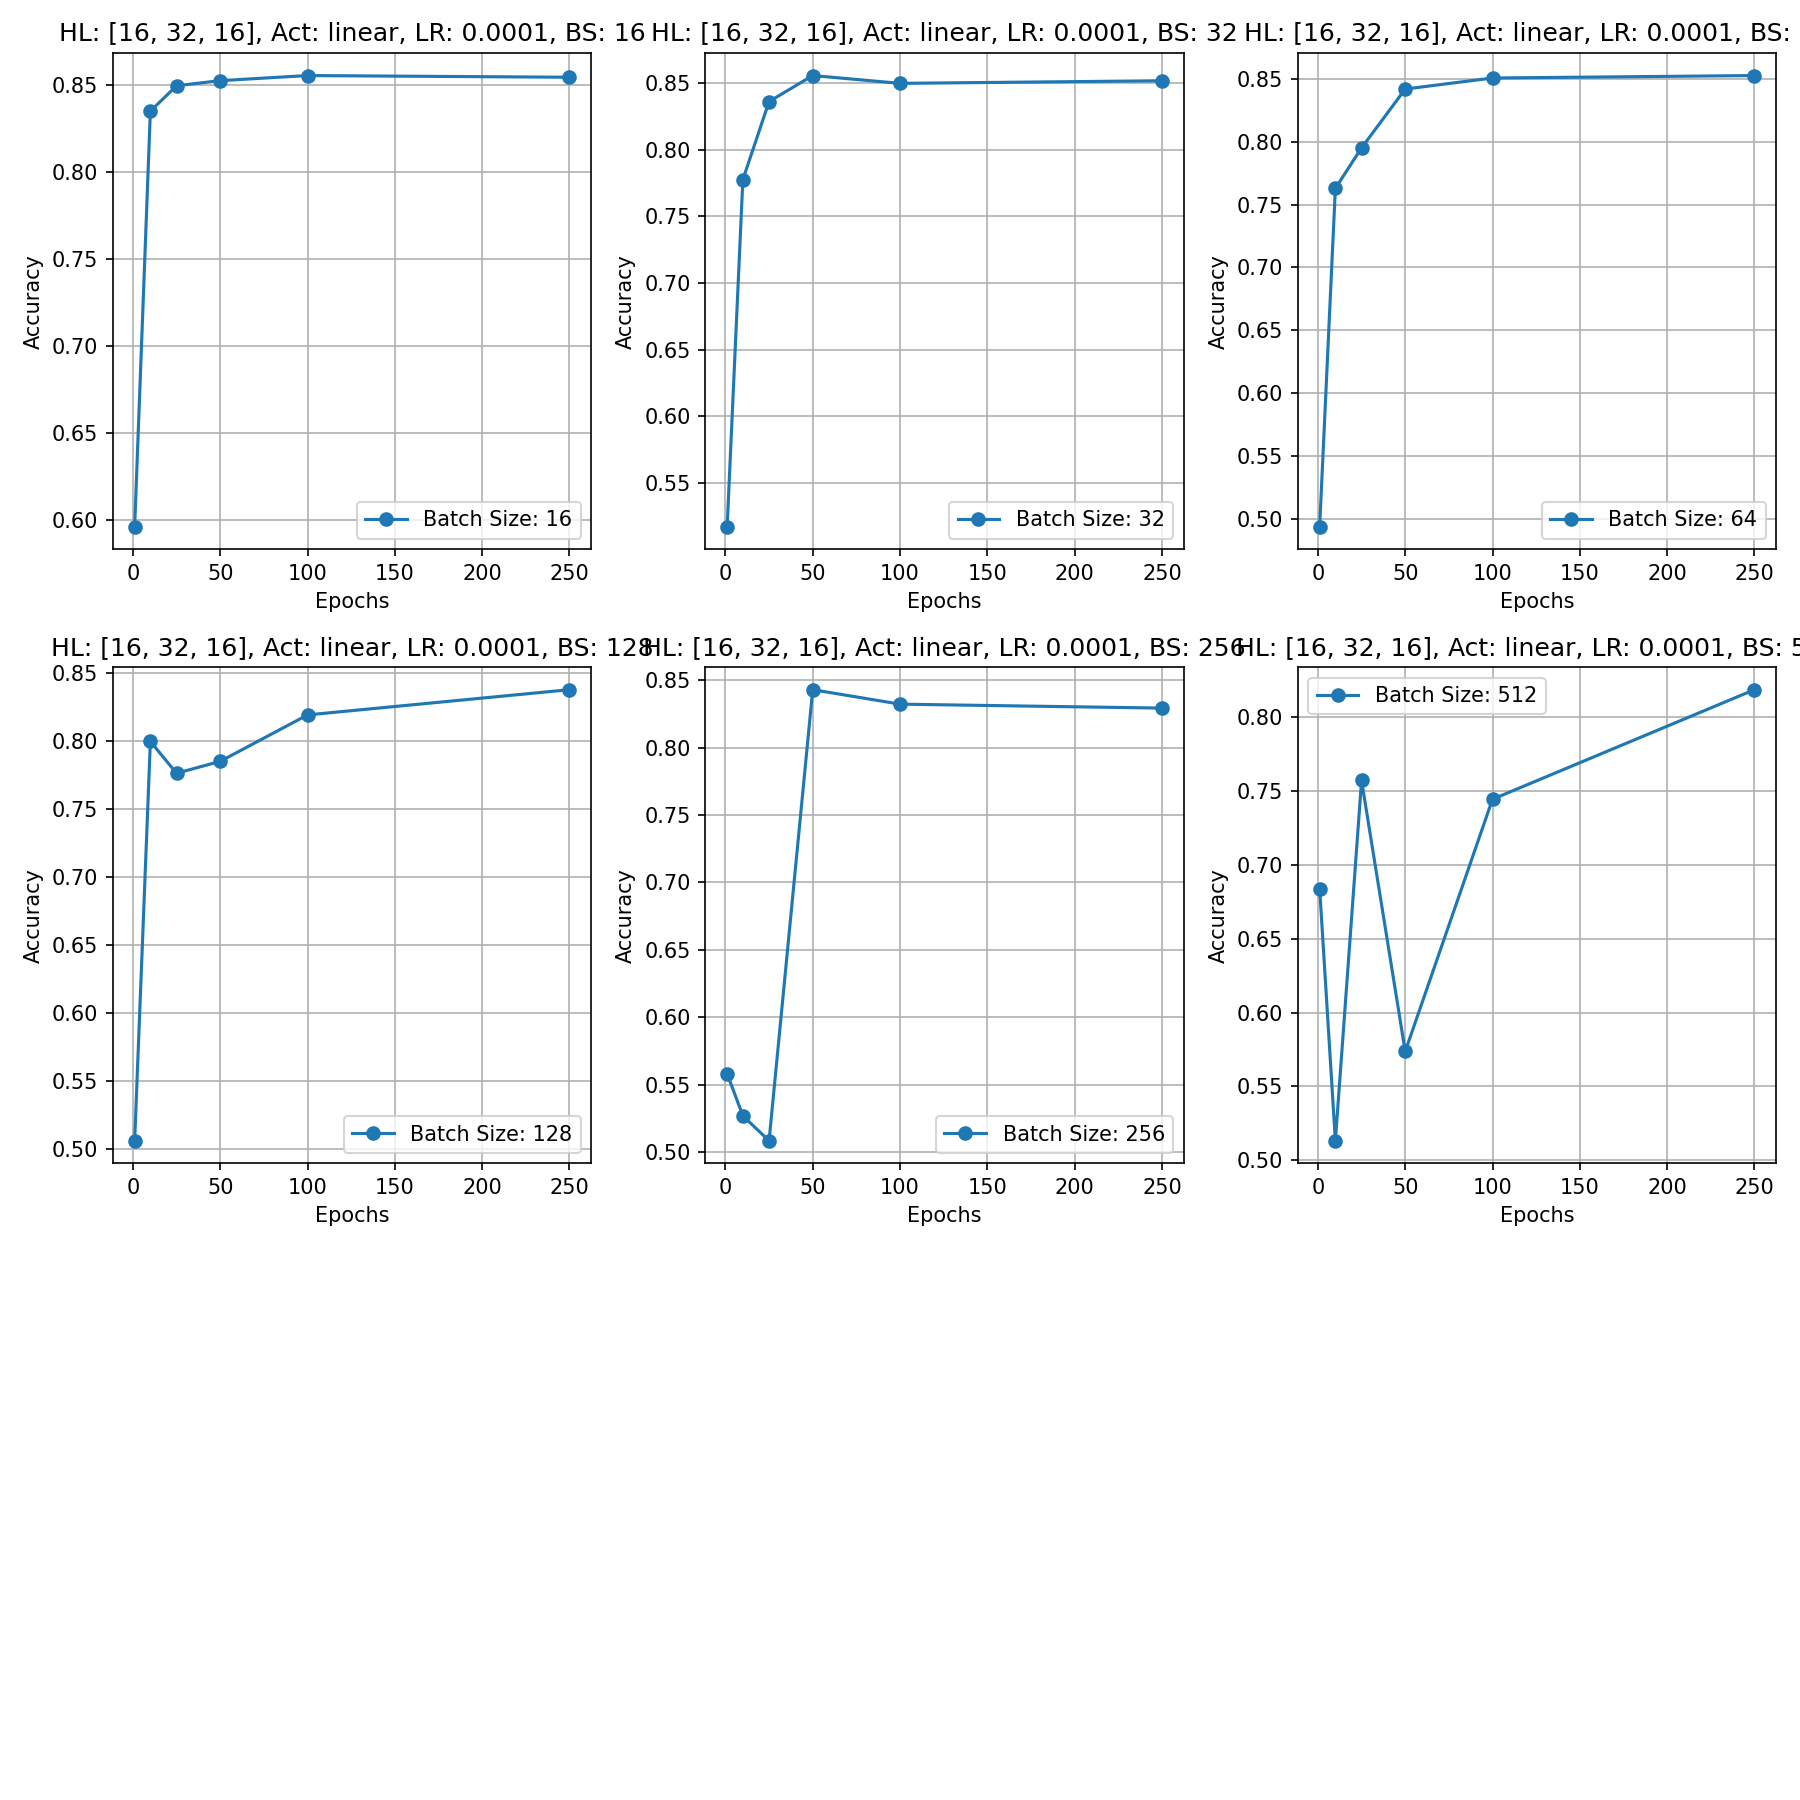 HL: [16, 32, 16], Act: linear, LR: 0.0001, BS: 16
0.85
0.80
0.75
0.70
0.65
0.60
Accuracy
Batch Size: 16
0 50 100 150 200 250
Epochs
HL: [16, 32, 16], Act: linear, LR: 0.0001, BS: 32
0.85
0.80
0.75
0.70
0.65
0.60
0.55
Accuracy
Batch Size: 32
0 50 100 150 200 250
Epochs
HL: [16, 32, 16], Act: linear, LR: 0.0001, BS:
0.85
0.80
0.75
0.70
0.65
0.60
0.55
0.50
Accuracy
Batch Size: 64
0 50 100 150 200 250
Epochs
HL: [16, 32, 16], Act: linear, LR: 0.0001, BS: 128
0.85
0.80
0.75
0.70
0.65
0.60
0.55
0.50
Accuracy
Batch Size: 128
0 50 100 150 200 250
Epochs
HL: [16, 32, 16], Act: linear, LR: 0.0001, BS: 256
0.85
0.80
0.75
0.70
0.65
0.60
0.55
0.50
Accuracy
Batch Size: 256
0 50 100 150 200 250
Epochs
HL: [16, 32, 16], Act: linear, LR: 0.0001, BS: 5
Batch Size: 512
0.80
0.75
0.70
0.65
0.60
0.55
0.50
Accuracy
0 50 100 150 200 250
Epochs